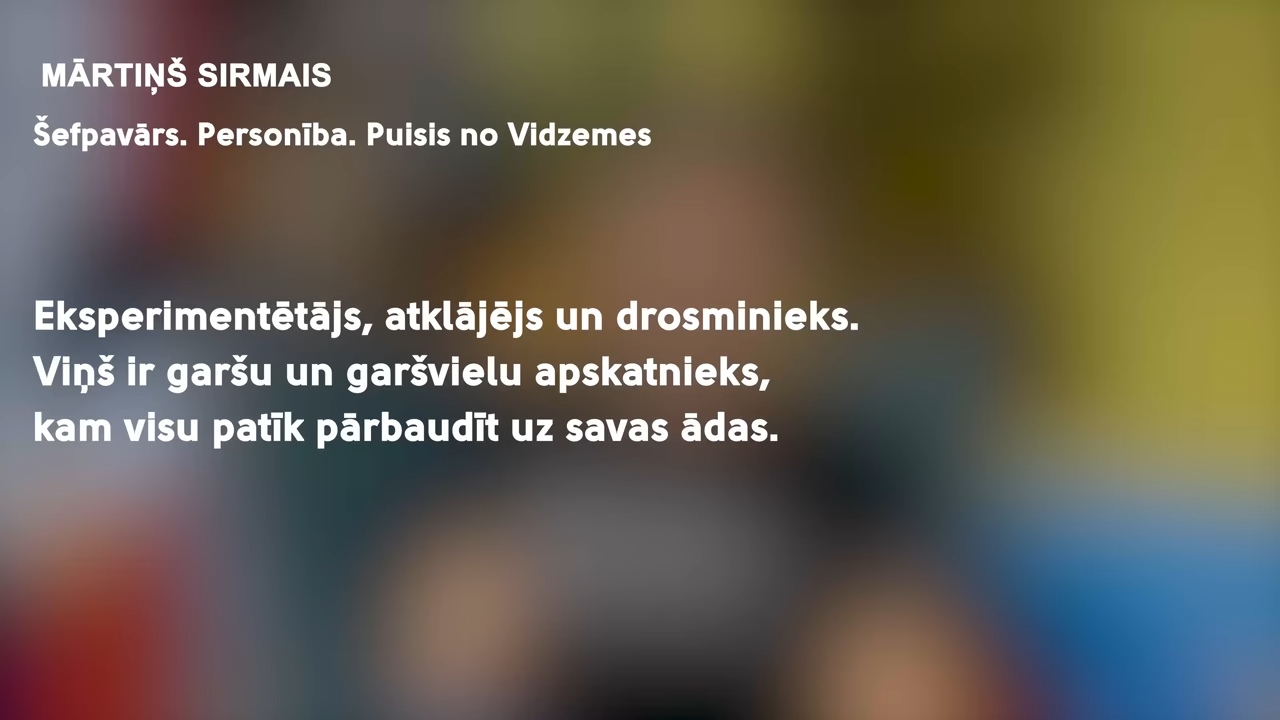 MĀRTIŅŠ SIRMAIS
Šefpavārs. Personība. Puisis no Vidzemes
Eksperimentētājs, atklājējs un drosminieks.
Viņš ir garšu un garšvielu apskatnieks,
kam visu patīk pārbaudīt uz savas ādas.